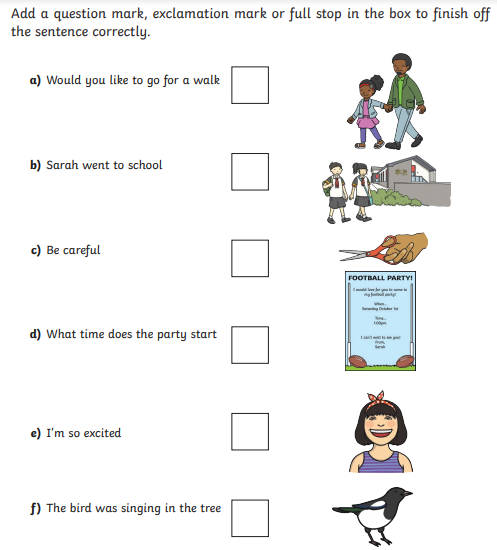 Add a question mark, exclamation mark or full stop in the box to finish off
the sentence correctly.
a) Would you like to go for a walk
b) Sarah went to school
c) Be careful
FOOTBALL PARTY!
I would love for you to come to
my football party!
When...
Saturday October 1st
Time...
1:00pm
I can't wait to see you!
From,
Sarah
d) What time does the party start
e) I'm so excited
f) The bird was singing in the tree